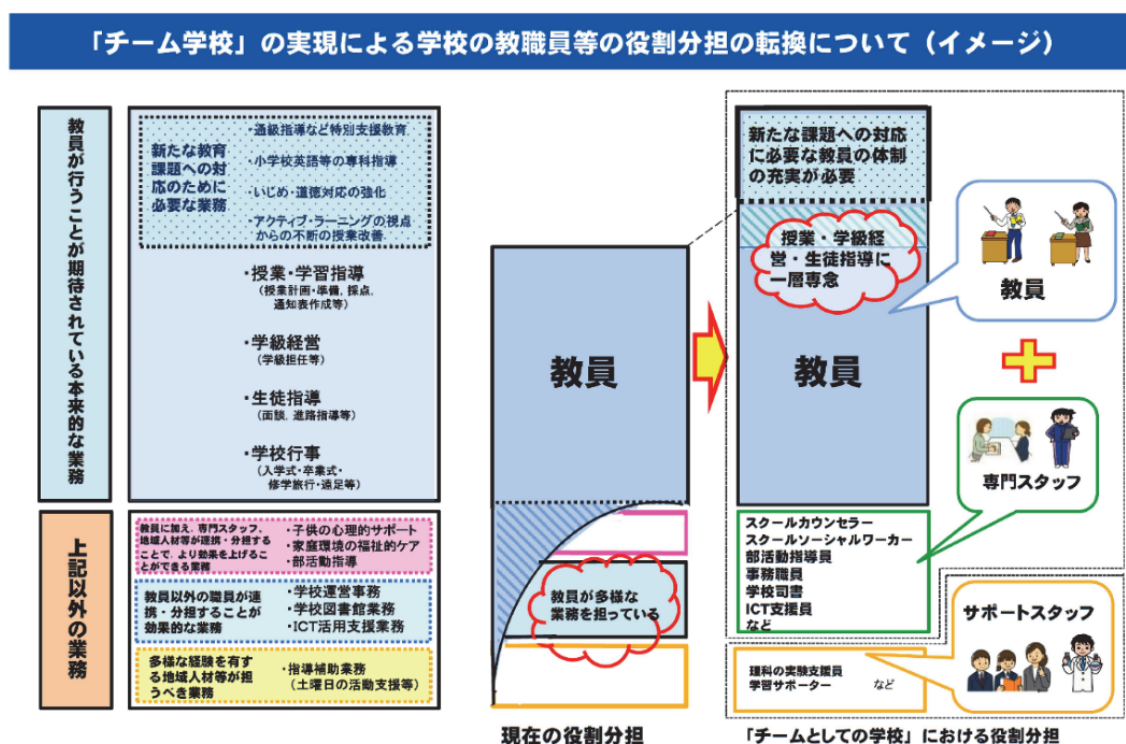 「チーム学校」の実現による学校の教職員等の役割分担の転換について（イメージ）
教員が行うことが期待されている本来的な業務
新たな教育
課題への対
応のために
必要な業務
・通級指導など特別支援教育
・小学校英語等の専科指導
・いじめ・道徳対応の強化
・アクティブ・ラーニングの視点
からの不断の授業改善
・授業・学習指導
（授業計画・準備，採点，
通知表作成等）
・学級経営
（学級担任等）
・生徒指導
（面談，進路指導等）
・学校行事
（入学式・卒業式・
修学旅行・遠足等）
上記以外の業務
教員に加え，専門スタッフ，
地域人材等が連携・分担する
ことで，より効果を上げるこ
とができる業務
・子供の心理的サポート
・家庭環境の福祉的ケア
・部活動指導
教員以外の職員が連
携・分担することが
効果的な業務
・学校運営事務
・学校図書館業務
・ICT活用支援業務
多様な経験を有す
る地域人材等が担
うべき業務
・指導補助業務
（土曜日の活動支援等）
教員
教員が多様な
業務を担っている
現在の役割分担
新たな課題への対応
に必要な教員の体制
の充実が必要
授業・学級経
営・生徒指導に
一層専念
教員
教員
専門スタッフ
スクールカウンセラー
スクールソーシャルワーカー
部活動指導員
事務職員
学校司書
ICT支援員
など
サポートスタッフ
理科の実験支援員
学習サポーター　など
「チームとしての学校」における役割分担